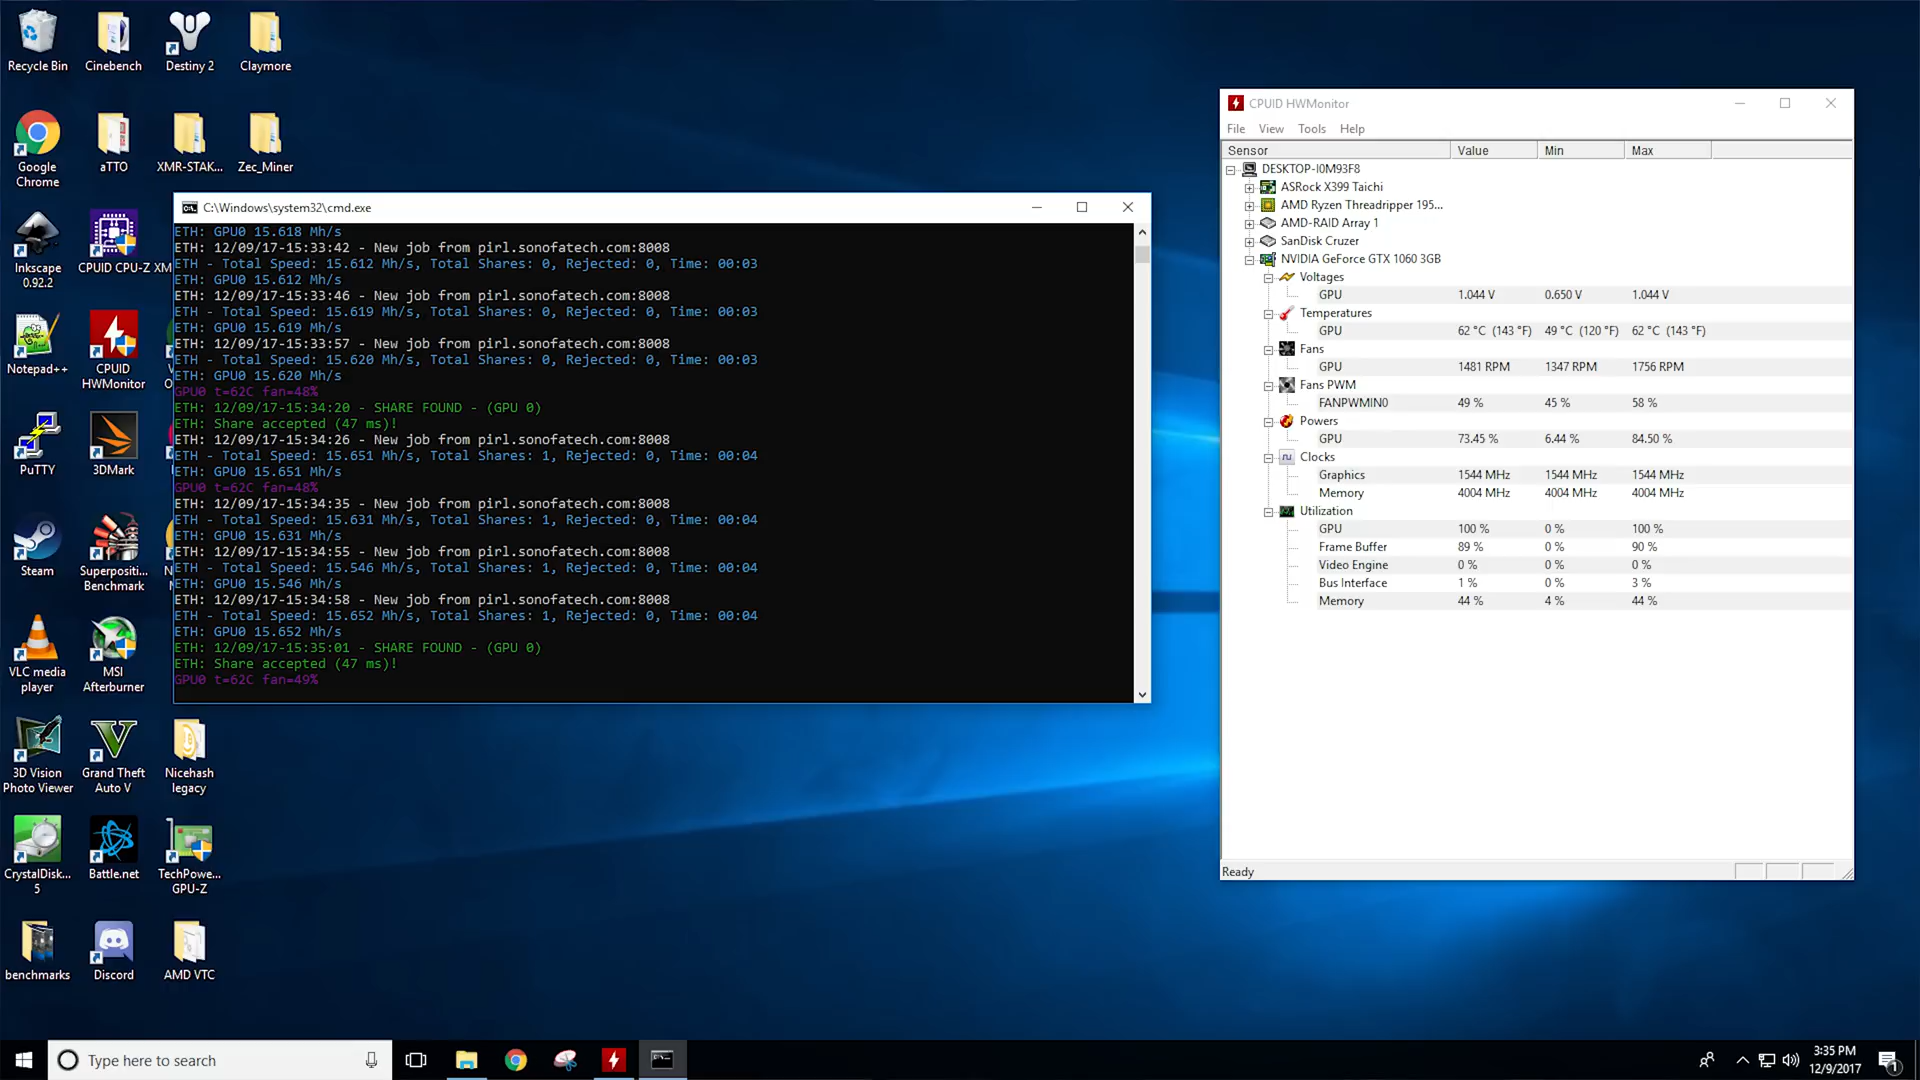 Recycle Bin
Cinebench
Destiny 2
Claymore
Google
Chrome
aTTO
XMR-STAK...
Zec_Miner
Inkscape
0.92.2
CPUID CPU-Z
XM
Notepad++
CPUID
HWMonitor
PuTTY
3DMark
Steam
Superpositi...
Benchmark
VLC media
player
MSI
Afterburner
3D Vision
Photo Viewer
Grand Theft
Auto V
Nicehash
legacy
CrystalDisk...
5
Battle.net
TechPowe...
GPU-Z
benchmarks
Discord
AMD VTC
C:\Windows\system32\cmd.exe
ETH: GPU0 15.618 Mh/s
ETH: 12/09/17-15:33:42 - New job from pirl.sonofatech.com:8008
ETH - Total Speed: 15.612 Mh/s, Total Shares: 0, Rejected: 0, Time: 00:03
ETH: GPU0 15.612 Mh/s
ETH: 12/09/17-15:33:46 - New job from pirl.sonofatech.com:8008
ETH - Total Speed: 15.619 Mh/s, Total Shares: 0, Rejected: 0, Time: 00:03
ETH: GPU0 15.619 Mh/s
ETH: 12/09/17-15:33:57 - New job from pirl.sonofatech.com:8008
ETH - Total Speed: 15.620 Mh/s, Total Shares: 0, Rejected: 0, Time: 00:03
ETH: GPU0 15.620 Mh/s
GPU0 t=62C fan=48%
ETH: 12/09/17-15:34:20 - SHARE FOUND - (GPU 0)
ETH: Share accepted (47 ms)!
ETH: 12/09/17-15:34:26 - New job from pirl.sonofatech.com:8008
ETH - Total Speed: 15.651 Mh/s, Total Shares: 1, Rejected: 0, Time: 00:04
ETH: GPU0 15.651 Mh/s
GPU0 t=62C fan=48%
ETH: 12/09/17-15:34:35 - New job from pirl.sonofatech.com:8008
ETH - Total Speed: 15.631 Mh/s, Total Shares: 1, Rejected: 0, Time: 00:04
ETH: GPU0 15.631 Mh/s
ETH: 12/09/17-15:34:55 - New job from pirl.sonofatech.com:8008
ETH - Total Speed: 15.546 Mh/s, Total Shares: 1, Rejected: 0, Time: 00:04
ETH: GPU0 15.546 Mh/s
ETH: 12/09/17-15:34:58 - New job from pirl.sonofatech.com:8008
ETH - Total Speed: 15.652 Mh/s, Total Shares: 1, Rejected: 0, Time: 00:04
ETH: GPU0 15.652 Mh/s
ETH: 12/09/17-15:35:01 - SHARE FOUND - (GPU 0)
ETH: Share accepted (47 ms)!
GPU0 t=62C fan=49%
CPUID HWMonitor
File View Tools Help
Sensor Value Min Max
DESKTOP-I0M93F8
ASRock X399 Taichi
AMD Ryzen Threadripper 195...
AMD-RAID Array 1
SanDisk Cruzer
NVIDIA GeForce GTX 1060 3GB
Voltages
GPU 1.044 V 0.650 V 1.044 V
Temperatures
GPU 62 °C (143 °F) 49 °C (120 °F) 62 °C (143 °F)
Fans
GPU 1481 RPM 1347 RPM 1756 RPM
Fans PWM
FANPWMIN0 49 % 45 % 58 %
Powers
GPU 73.45 % 6.44 % 84.50 %
Clocks
Graphics 1544 MHz 1544 MHz 1544 MHz
Memory 4004 MHz 4004 MHz 4004 MHz
Utilization
GPU 100 % 0 % 100 %
Frame Buffer 89 % 0 % 90 %
Video Engine 0 % 0 % 0 %
Bus Interface 1 % 0 % 3 %
Memory 44 % 4 % 44 %
Ready
Type here to search
3:35 PM
12/9/2017
1